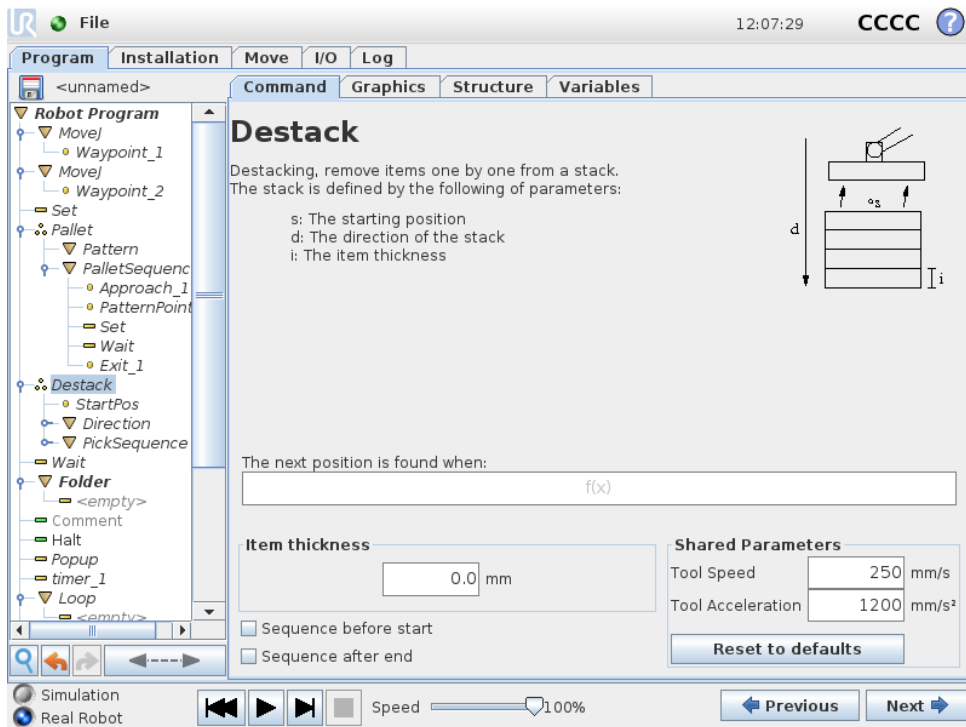 UR File 12:07:29 CCCC ?
Program Installation Move I/O Log
<unnamed>
Command Graphics Structure Variables
Robot Program
MoveJ
Waypoint_1
MoveJ
Waypoint_2
Set
Pallet
Pattern
PalletSequenc
Approach_1
PatternPoint
Set
Wait
Exit_1
Destack
StartPos
Direction
PickSequence
Wait
Folder
<empty>
Comment
Halt
Popup
timer_1
Loop
<empty>
Destack
Destacking, remove items one by one from a stack.
The stack is defined by the following of parameters:
s: The starting position
d: The direction of the stack
i: The item thickness
s
d
i
The next position is found when:
f(x)
Item thickness
0.0 mm
Sequence before start
Sequence after end
Shared Parameters
Tool Speed 250 mm/s
Tool Acceleration 1200 mm/s²
Reset to defaults
Simulation
Real Robot
Speed 100%
Previous Next